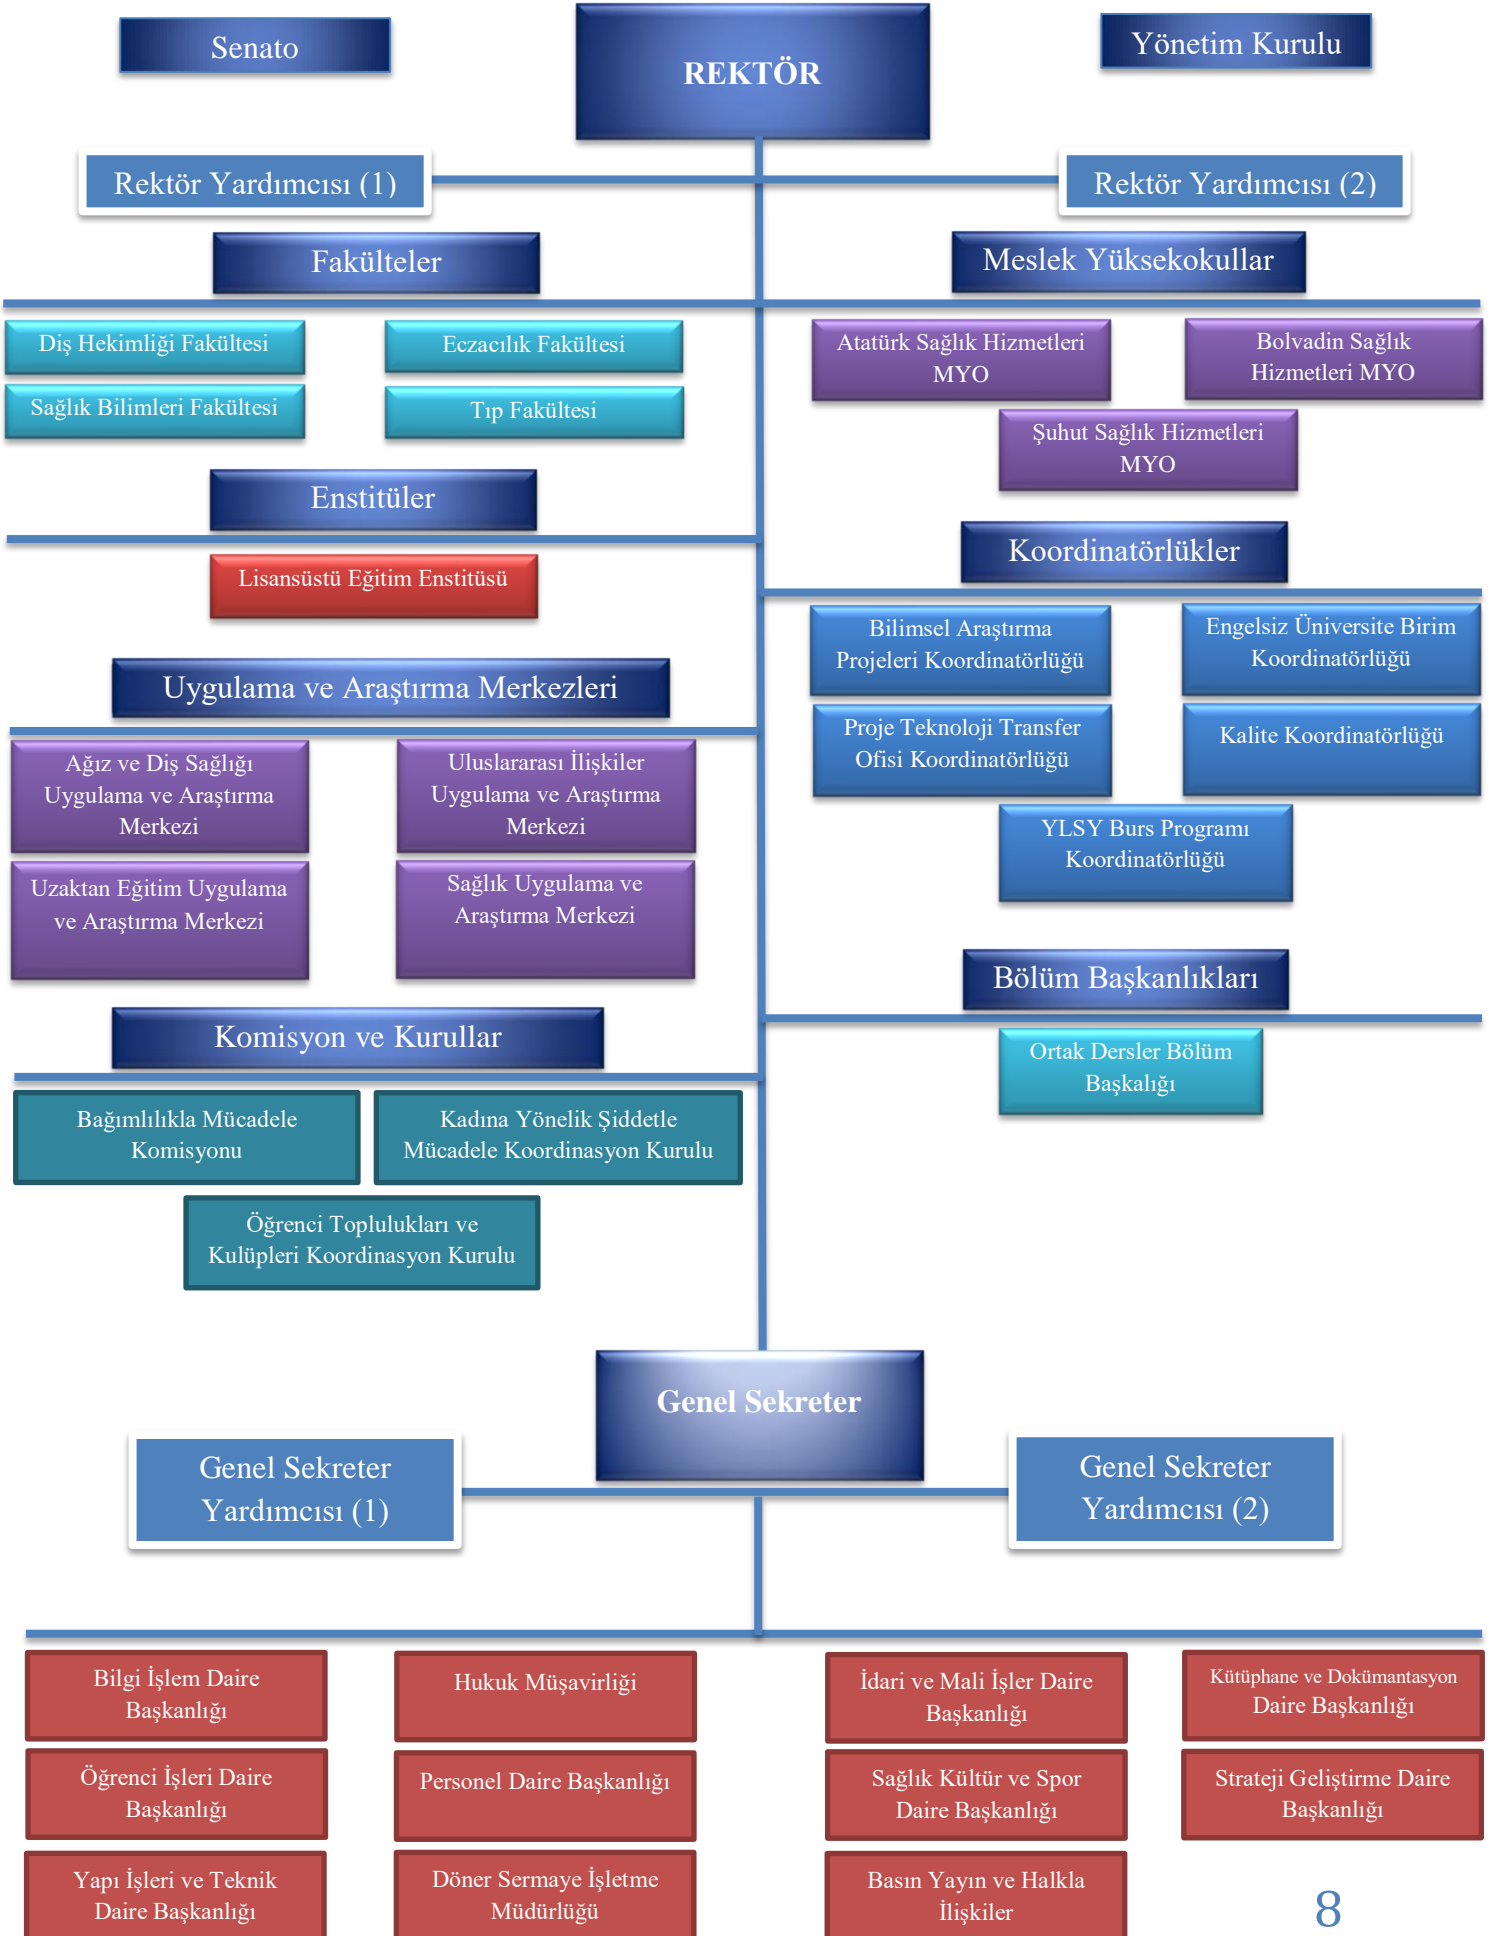 Senato
REKTÖR
Yönetim Kurulu
Rektör Yardımcısı (1)
Rektör Yardımcısı (2)
Fakülteler
Diş Hekimliği Fakültesi
Eczacılık Fakültesi
Sağlık Bilimleri Fakültesi
Tıp Fakültesi
Meslek Yüksekokullar
Atatürk Sağlık Hizmetleri
MYO
Bolvadin Sağlık
Hizmetleri MYO
Şuhut Sağlık Hizmetleri
MYO
Enstitüler
Lisansüstü Eğitim Enstitüsü
Koordinatörlükler
Bilimsel Araştırma
Projeleri Koordinatörlüğü
Engelsiz Üniversite Birim
Koordinatörlüğü
Proje Teknoloji Transfer
Ofisi Koordinatörlüğü
Kalite Koordinatörlüğü
YLSY Burs Programı
Koordinatörlüğü
Uygulama ve Araştırma Merkezleri
Ağız ve Diş Sağlığı
Uygulama ve Araştırma
Merkezi
Uluslararası İlişkiler
Uygulama ve Araştırma
Merkezi
Uzaktan Eğitim Uygulama
ve Araştırma Merkezi
Sağlık Uygulama ve
Araştırma Merkezi
Bölüm Başkanlıkları
Ortak Dersler Bölüm
Başkalığı
Komisyon ve Kurullar
Bağımlılıkla Mücadele
Komisyonu
Kadına Yönelik Şiddetle
Mücadele Koordinasyon Kurulu
Öğrenci Toplulukları ve
Kulüpleri Koordinasyon Kurulu
Genel Sekreter
Genel Sekreter
Yardımcısı (1)
Genel Sekreter
Yardımcısı (2)
Bilgi İşlem Daire
Başkanlığı
Hukuk Müşavirliği
İdari ve Mali İşler Daire
Başkanlığı
Kütüphane ve Dokümantasyon
Daire Başkanlığı
Öğrenci İşleri Daire
Başkanlığı
Personel Daire Başkanlığı
Sağlık Kültür ve Spor
Daire Başkanlığı
Strateji Geliştirme Daire
Başkanlığı
Yapı İşleri ve Teknik
Daire Başkanlığı
Döner Sermaye İşletme
Müdürlüğü
Basın Yayın ve Halkla
İlişkiler
8